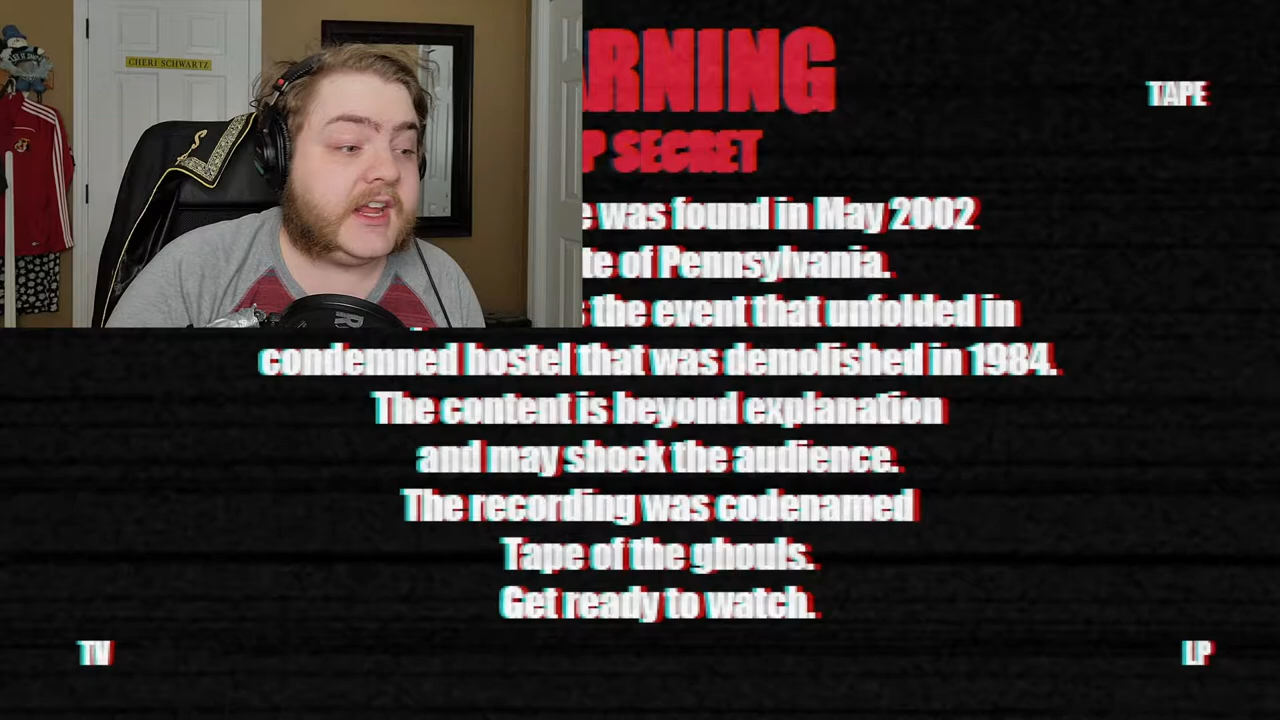 CHERI SCHWARTZ
ARNING
TAPE
P SECRET
was found in May 2002
te of Pennsylvania.
the event that unfolded in
condemned hostel that was demolished in 1984.
The content is beyond explanation
and may shock the audience.
The recording was codenamed
Tape of the ghouls.
Get ready to watch.
TV
LP